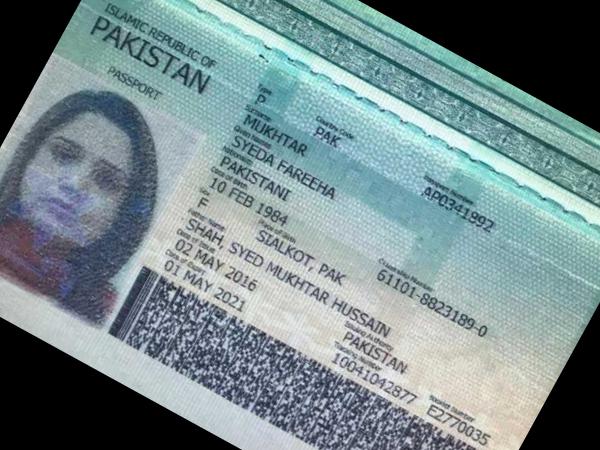 ISLAMIC REPUBLIC OF
PAKISTAN
PASSPORT
Type
P
Country Code
PAK
Passport Number
AP0341892
Surname
MUKHTAR
Given Names
SYEDA FAREEHA
Nationality
PAKISTANI
Date of Birth
10 FEB 1984
Citizenship Number
61101-8823189-0
Sex
F
Place of Birth
SIALKOT, PAK
Father Name
SHAH, SYED MUKHTAR HUSSAIN
Date of Issue
02 MAY 2016
Issuing Authority
PAKISTAN
Date of Expiry
01 MAY 2021
Tracking Number
10041042877
Booklet Number
E2770035